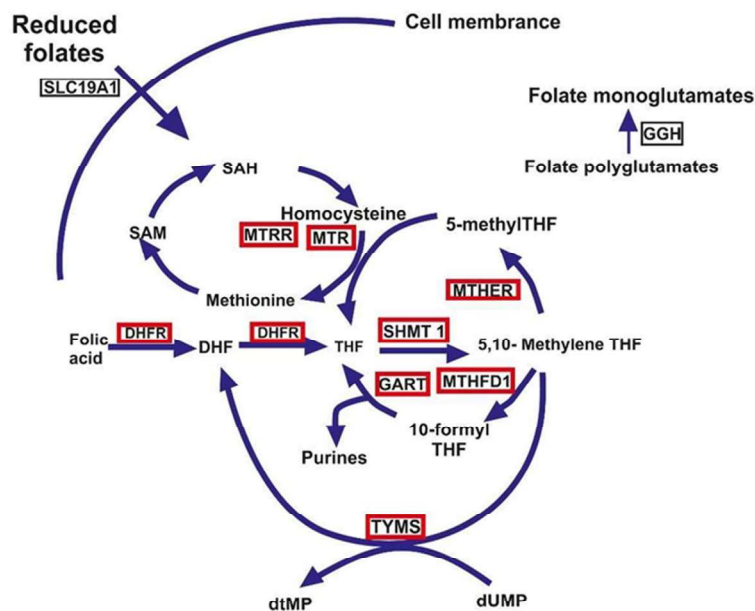 Reduced
folates
Cell membrance
SLC19A1
Folate monoglutamates
GGH
Folate polyglutamates
SAH
Homocysteine
5-methylTHF
SAM
MTRR
MTR
Methionine
MTHER
Folic
acid
DHFR
DHF
DHFR
THF
SHMT 1
5,10- Methylene THF
GART
MTHFD1
10-formyl
THF
Purines
TYMS
dtMP
dUMP